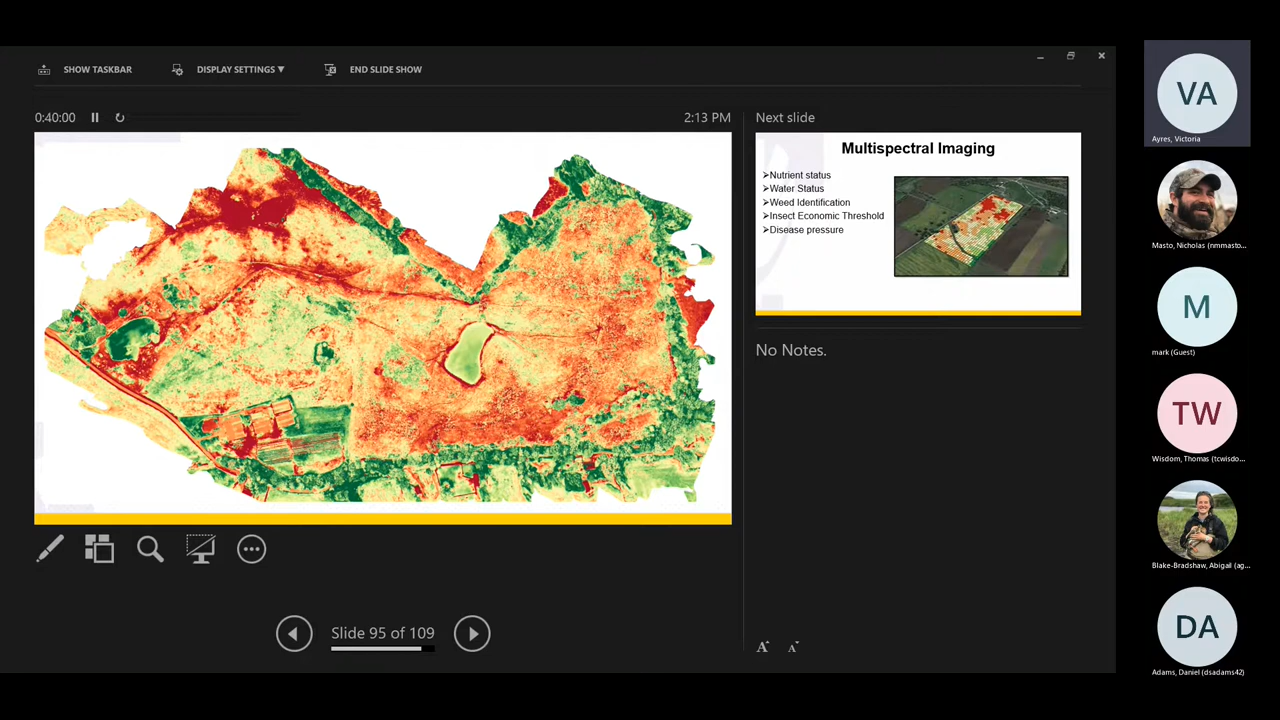 SHOW TASKBAR
DISPLAY SETTINGS ▼
END SLIDE SHOW
0:40:00
2:13 PM
Next slide
Multispectral Imaging
➢Nutrient status
➢Water Status
➢Weed Identification
➢Insect Economic Threshold
➢Disease pressure
No Notes.
Slide 95 of 109
A A
VA
Ayres, Victoria
Masto, Nicholas (nmmasto...
M
mark (Guest)
TW
Wisdom, Thomas (tcwisdo...
Blake-Bradshaw, Abigail (ag...
DA
Adams, Daniel (dsadams42)